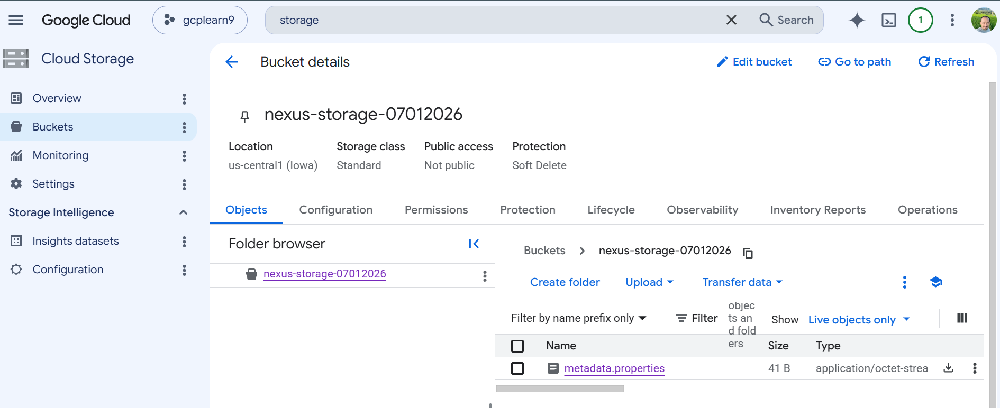 Google Cloud
gcplearn9
storage
Search
1
Cloud Storage
Overview
Buckets
Monitoring
Settings
Storage Intelligence
Insights datasets
Configuration
Bucket details
Edit bucket
Go to path
Refresh
nexus-storage-07012026
Location
us-central1 (Iowa)
Storage class
Standard
Public access
Not public
Protection
Soft Delete
Objects
Configuration
Permissions
Protection
Lifecycle
Observability
Inventory Reports
Operations
Folder browser
nexus-storage-07012026
Buckets
nexus-storage-07012026
Create folder
Upload
Transfer data
Filter by name prefix only
Filter
objec
ts an
d fold
ers
Show
Live objects only
Name
Size
Type
metadata.properties
41 B
application/octet-strea